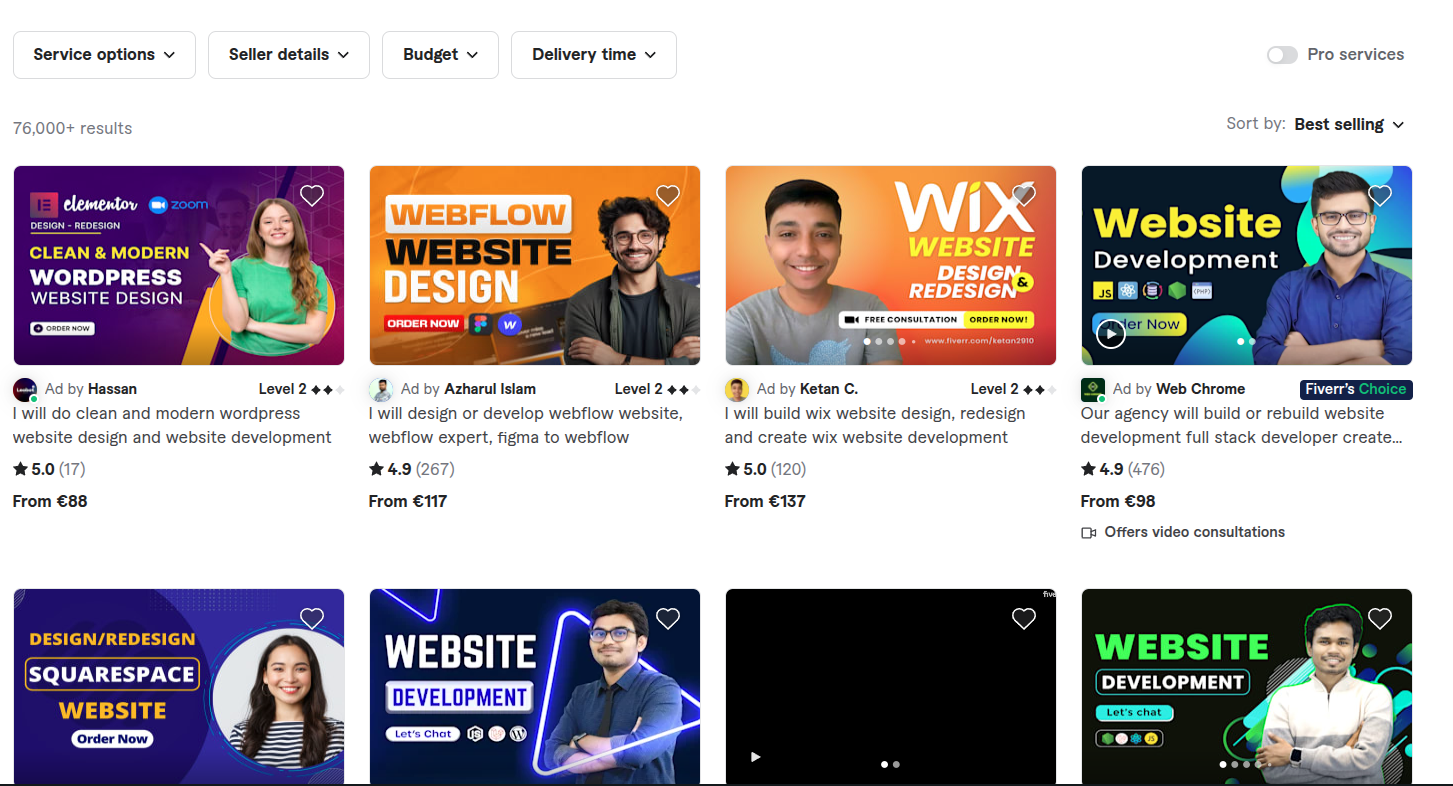 Service options
Seller details
Budget
Delivery time
Pro services
76,000+ results
Sort by: Best selling
elementor zoom
DESIGN - REDESIGN
CLEAN & MODERN
WORDPRESS
WEBSITE DESIGN
ORDER NOW
WEBFLOW
WEBSITE
DESIGN
ORDER NOW
WiX
WEBSITE
DESIGN
&
REDESIGN
FREE CONSULTATION ORDER NOW!
www.fiverr.com/ketan2910
Website
Development
JS
Order Now
Ad by Hassan
Level 2
I will do clean and modern wordpress
website design and website development
5.0 (17)
From €88
Ad by Azharul Islam
Level 2
I will design or develop webflow website,
webflow expert, figma to webflow
4.9 (267)
From €117
Ad by Ketan C.
Level 2
I will build wix website design, redesign
and create wix website development
5.0 (120)
From €137
Ad by Web Chrome
Fiverr's Choice
Our agency will build or rebuild website
development full stack developer create...
4.9 (476)
From €98
Offers video consultations
DESIGN/REDESIGN
SQUARESPACE
WEBSITE
Order Now
WEBSITE
DEVELOPMENT
Let's Chat
WEBSITE
DEVELOPMENT
Let's chat